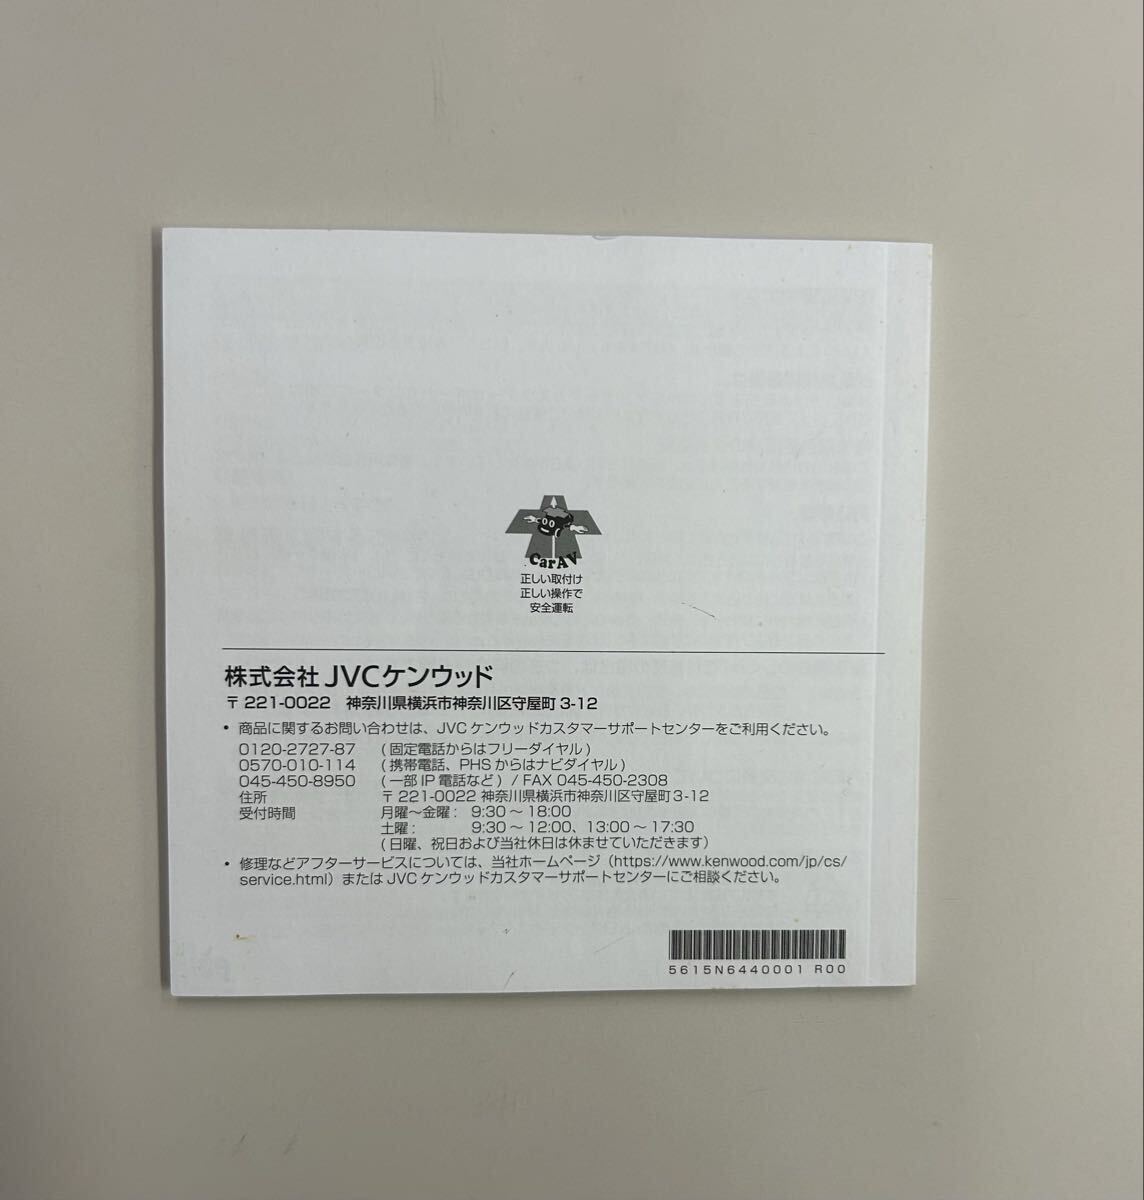 CarAV
正しい取付け
正しい操作で
安全運転
株式会社 JVCケンウッド
〒221-0022　神奈川県横浜市神奈川区守屋町 3-12
• 商品に関するお問い合わせは、JVC ケンウッドカスタマーサポートセンターをご利用ください。
0120-2727-87 ( 固定電話からはフリーダイヤル )
0570-010-114 ( 携帯電話、PHS からはナビダイヤル )
045-450-8950 ( 一部 IP 電話など ) / FAX 045-450-2308
住所 〒221-0022 神奈川県横浜市神奈川区守屋町 3-12
受付時間 月曜～金曜 : 9:30 ～ 18:00
土曜 : 9:30 ～ 12:00、13:00 ～ 17:30
( 日曜、祝日および当社休日は休ませていただきます )
• 修理などアフターサービスについては、当社ホームページ（https://www.kenwood.com/jp/cs/
service.html）または JVC ケンウッドカスタマーサポートセンターにご相談ください。
5615N6440001 R00